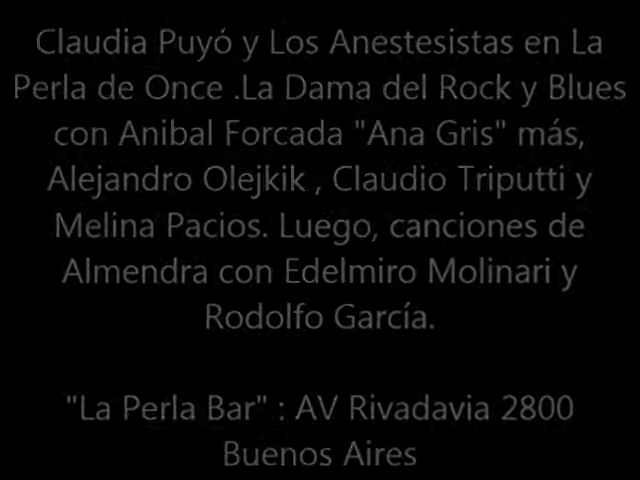 Claudia Puyó y Los Anestesistas en La
Perla de Once .La Dama del Rock y Blues
con Anibal Forcada "Ana Gris" más,
Alejandro Olejkik , Claudio Triputti y
Melina Pacios. Luego, canciones de
Almendra con Edelmiro Molinari y
Rodolfo García.
"La Perla Bar" : AV Rivadavia 2800
Buenos Aires